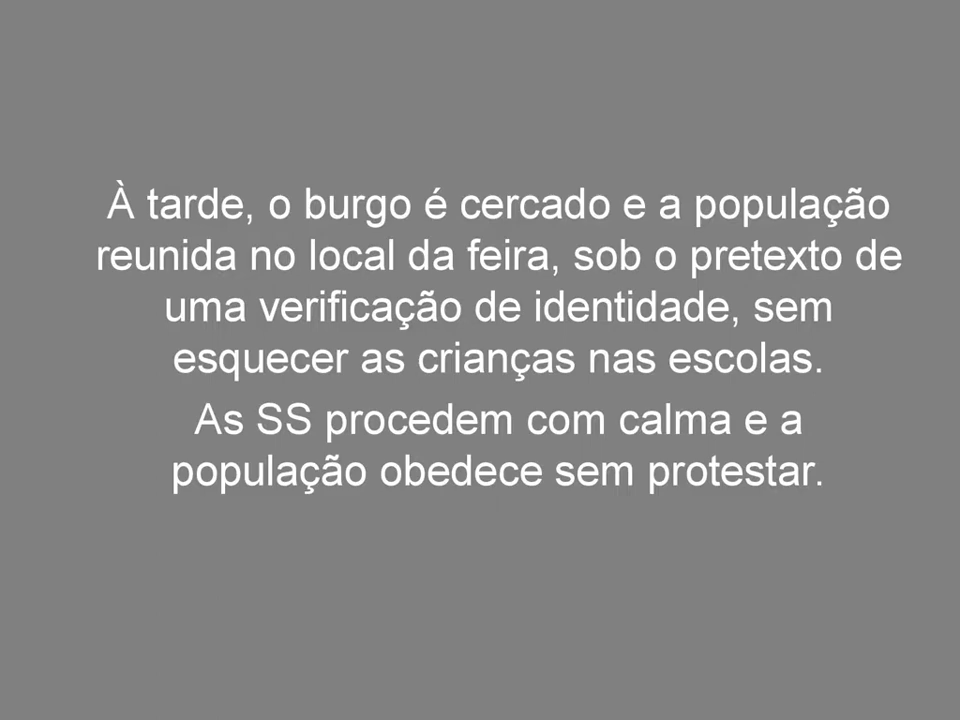 À tarde, o burgo é cercado e a população
reunida no local da feira, sob o pretexto de
uma verificação de identidade, sem
esquecer as crianças nas escolas.
As SS procedem com calma e a
população obedece sem protestar.